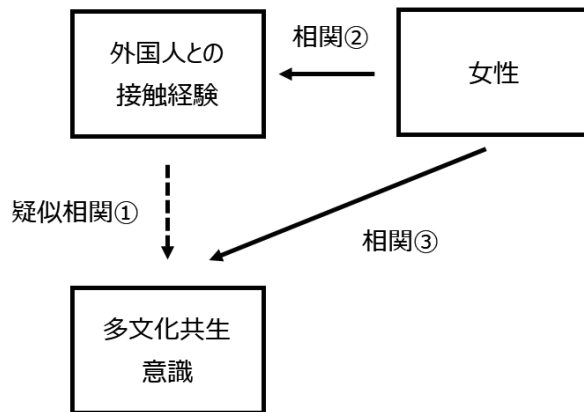 外国人との
接触経験
相関②
女性
疑似相関①
相関③
多文化共生
意識